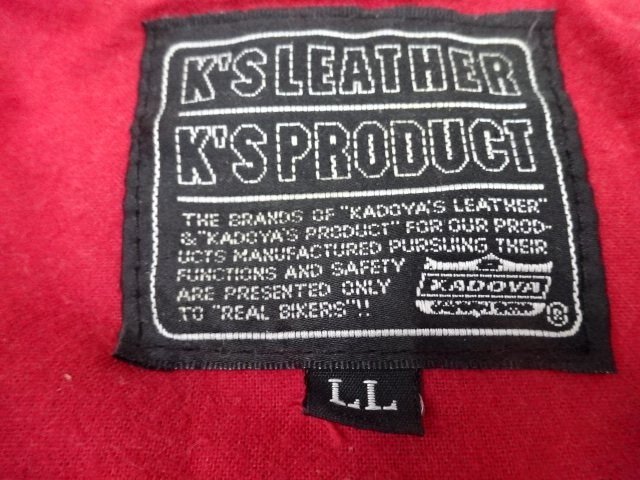 K'S LEATHER
K'S PRODUCT
THE BRANDS OF "KADOYA'S LEATHER"
&"KADOYA'S PRODUCT" FOR OUR PROD-
UCTS MANUFACTURED PURSUING THEIR
FUNCTIONS AND SAFETY
ARE PRESENTED ONLY
TO "REAL BIKERS"!!
KADOYA
®
LL